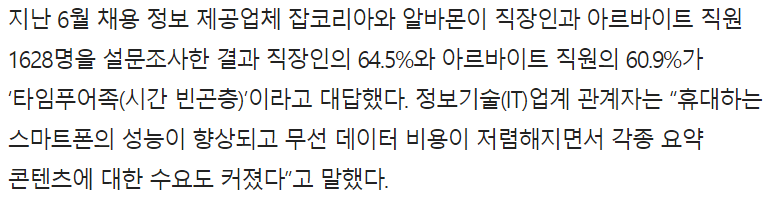 지난 6월 채용 정보 제공업체 잡코리아와 알바몬이 직장인과 아르바이트 직원
1628명을 설문조사한 결과 직장인의 64.5%와 아르바이트 직원의 60.9%가
‘타임푸어족(시간 빈곤층)’이라고 대답했다. 정보기술(IT)업계 관계자는 “휴대하는
스마트폰의 성능이 향상되고 무선 데이터 비용이 저렴해지면서 각종 요약
콘텐츠에 대한 수요도 커졌다”고 말했다.